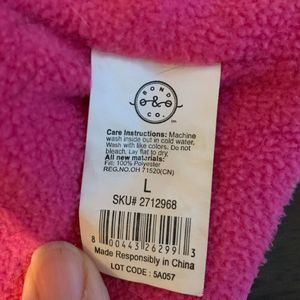 BOND
&
CO.
Care Instructions: Machine
wash inside out in cold water.
Wash with like colors. Do not
bleach. Lay flat to dry.
All new materials:
Fill: 100% Polyester
REG.NO.OH 71520(CN)
L
SKU# 2712968
8 00443 26299 3
Made Responsibly in China
LOT CODE : 5A057